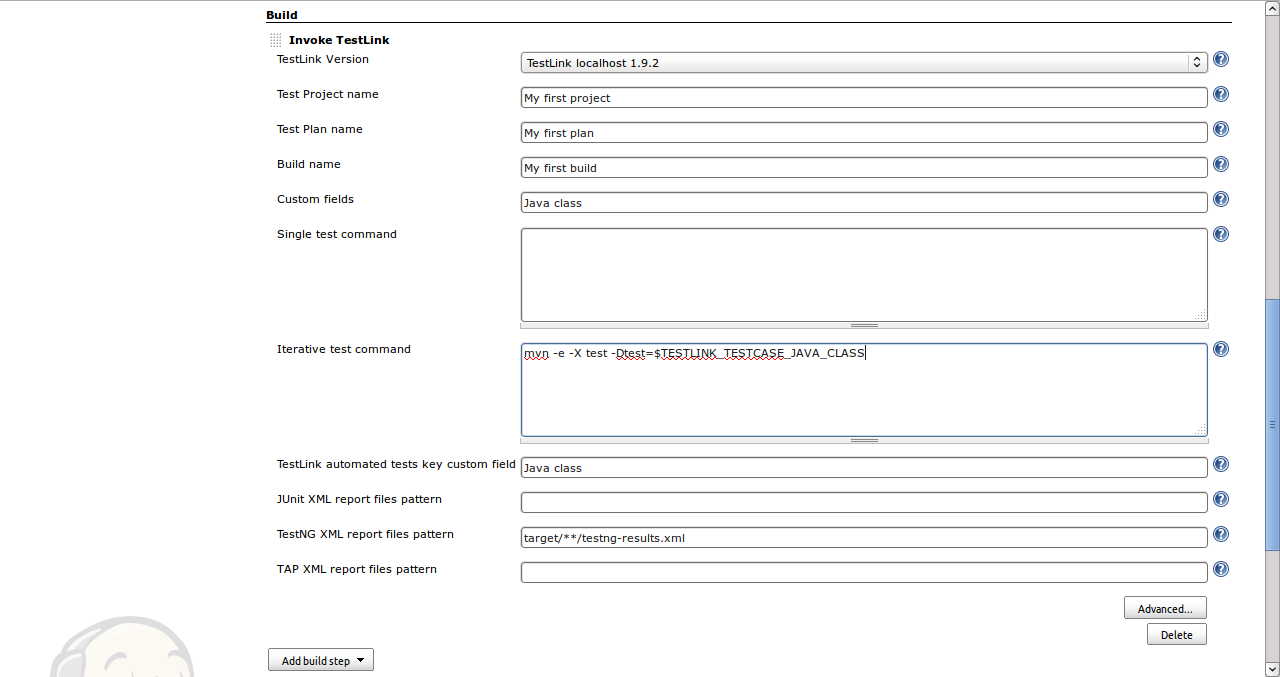 Build
Invoke TestLink
TestLink Version
TestLink localhost 1.9.2
Test Project name
My first project
Test Plan name
My first plan
Build name
My first build
Custom fields
Java class
Single test command
Iterative test command
mvn -e -X test -Dtest=$TESTLINK_TESTCASE_JAVA_CLASS
TestLink automated tests key custom field
Java class
JUnit XML report files pattern
TestNG XML report files pattern
target/**/testng-results.xml
TAP XML report files pattern
Advanced...
Delete
Add build step